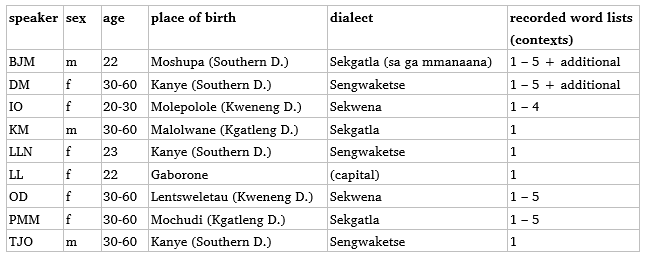 speaker sex age place of birth dialect recorded word lists
(contexts)
BJM m 22 Moshupa (Southern D.) Sekgatla (sa ga mmanaana) 1 – 5 + additional
DM f 30-60 Kanye (Southern D.) Sengwaketse 1 – 5 + additional
IO f 20-30 Molepolole (Kweneng D.) Sekwena 1 – 4
KM m 30-60 Malolwane (Kgatleng D.) Sekgatla 1
LLN f 23 Kanye (Southern D.) Sengwaketse 1
LL f 22 Gaborone (capital) 1
OD f 30-60 Lentsweletau (Kweneng D.) Sekwena 1 – 5
PMM f 30-60 Mochudi (Kgatleng D.) Sekgatla 1 – 5
TJO m 30-60 Kanye (Southern D.) Sengwaketse 1